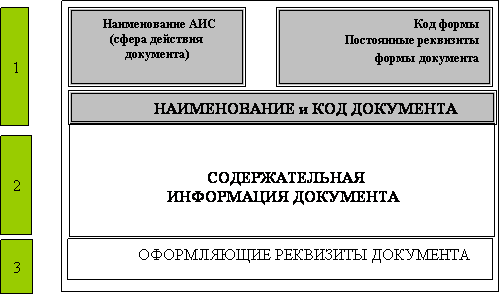 1
Наименование АИС
(сфера действия
документа)
Код формы
Постоянные реквизиты
формы документа
НАИМЕНОВАНИЕ и КОД ДОКУМЕНТА
2
СОДЕРЖАТЕЛЬНАЯ
ИНФОРМАЦИЯ ДОКУМЕНТА
3
ОФОРМЛЯЮЩИЕ РЕКВИЗИТЫ ДОКУМЕНТА